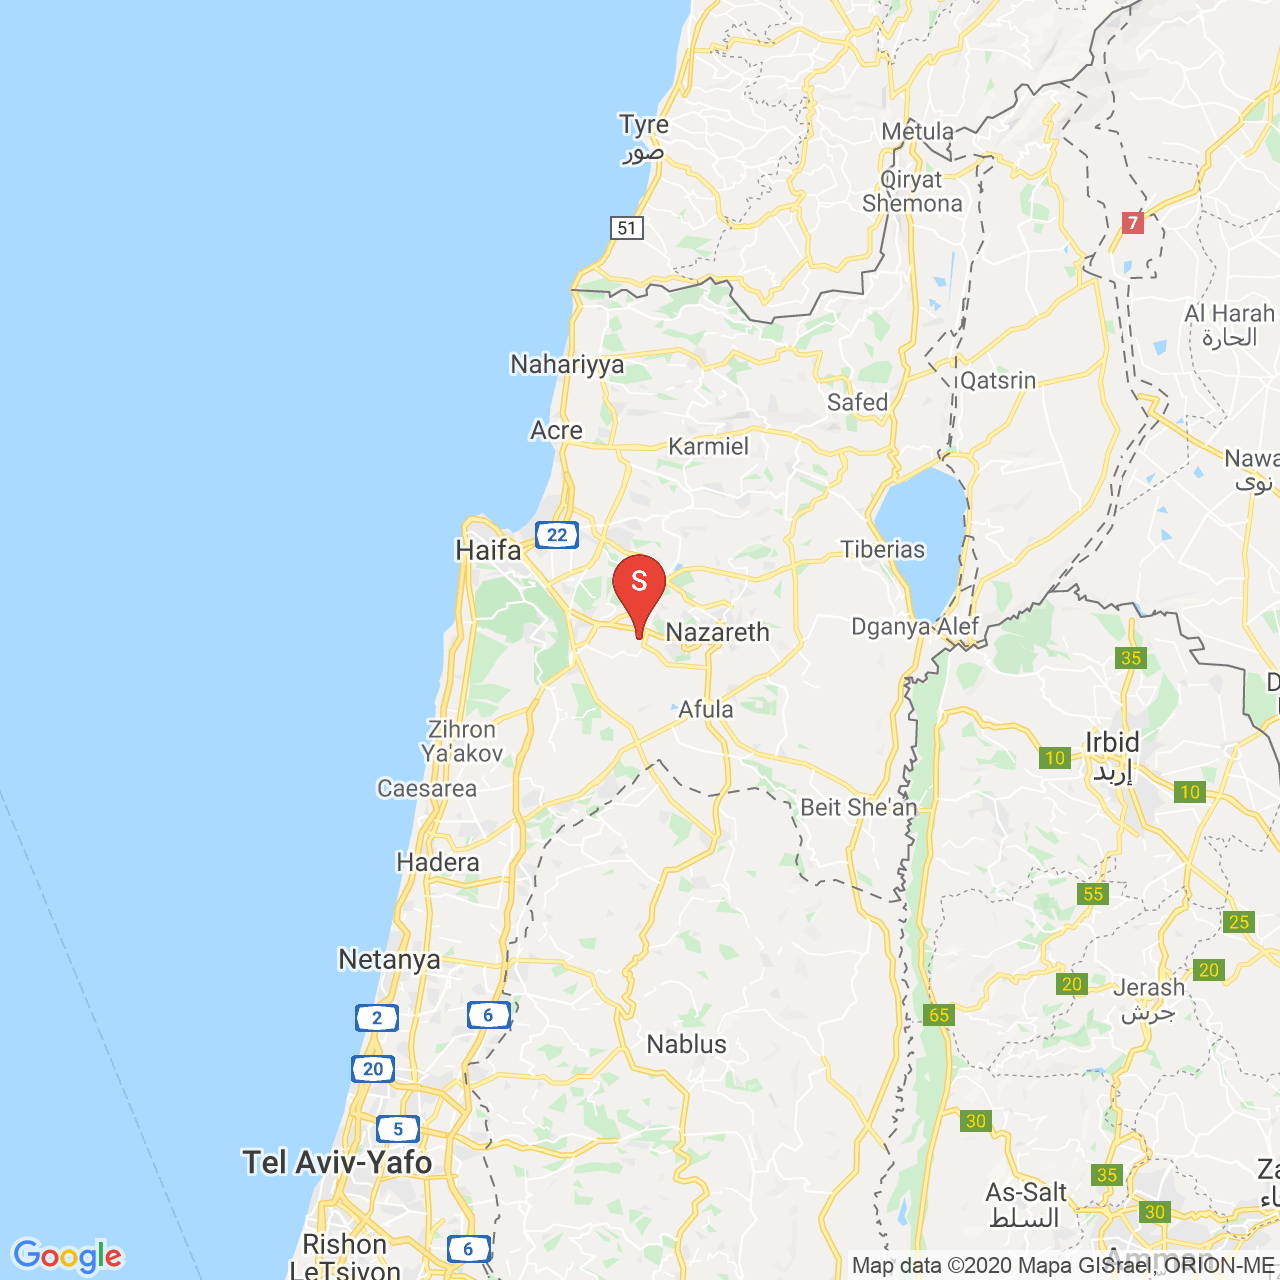 Tyre
صور
Metula
Qiryat
Shemona
51
7
Al Harah
الحارة
Nahariyya
Qatsrin
Safed
Acre
Karmiel
Nawa
نوى
22
Haifa
Tiberias
S
Nazareth
Dganya Alef
35
Afula
Zihron
Ya'akov
Irbid
إربد
10
Caesarea
10
Beit She'an
Hadera
55
25
Netanya
20
20
Jerash
جرش
2
6
65
Nablus
20
5
30
Tel Aviv-Yafo
35
As-Salt
السلط
30
Rishon
LeTsiyon
6
Amman
Google
Map data ©2020 Mapa GISrael, ORION-ME